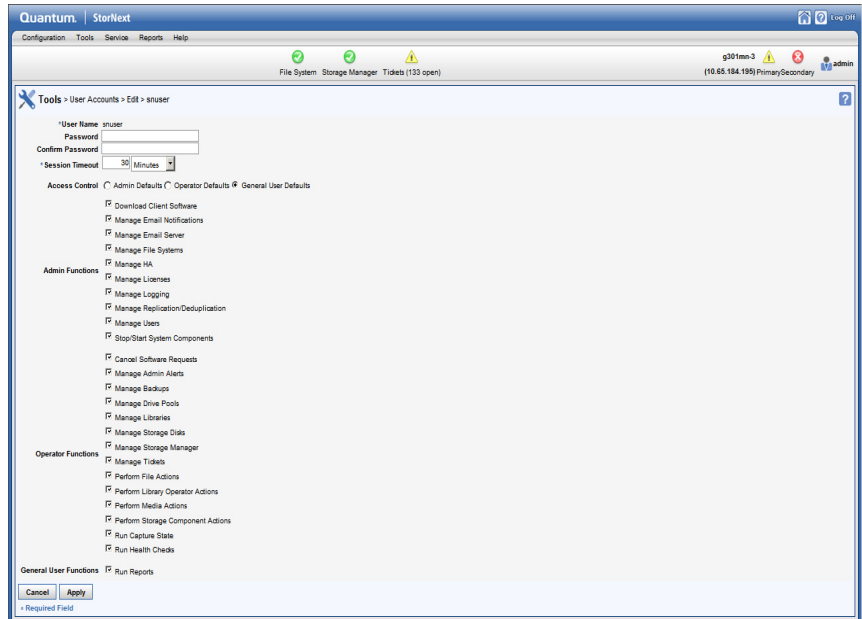 Quantum. | StorNext
Log Off
Configuration Tools Service Reports Help
File System Storage Manager Tickets (133 open)
g301mn-3
(10.65.184.195) Primary Secondary
admin
Tools > User Accounts > Edit > snuser
*User Name snuser
Password
Confirm Password
*Session Timeout 30 Minutes
Access Control Admin Defaults Operator Defaults General User Defaults
Admin Functions
Download Client Software
Manage Email Notifications
Manage Email Server
Manage File Systems
Manage HA
Manage Licenses
Manage Logging
Manage Replication/Deduplication
Manage Users
Stop/Start System Components
Operator Functions
Cancel Software Requests
Manage Admin Alerts
Manage Backups
Manage Drive Pools
Manage Libraries
Manage Storage Disks
Manage Storage Manager
Manage Tickets
Perform File Actions
Perform Library Operator Actions
Perform Media Actions
Perform Storage Component Actions
Run Capture State
Run Health Checks
General User Functions Run Reports
Cancel Apply
* Required Field